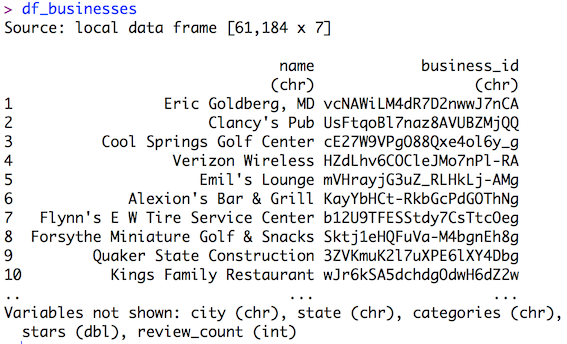 > df_businesses
Source: local data frame [61,184 x 7]
name business_id
(chr) (chr)
1 Eric Goldberg, MD vcNAWiLM4dR7D2nwwJ7nCA
2 Clancy's Pub UsFtqoBl7naz8AVUBZMjQQ
3 Cool Springs Golf Center cE27W9VPgO88Qxe4ol6y_g
4 Verizon Wireless HZdLhv6COCleJMo7nPl-RA
5 Emil's Lounge mVHrayjG3uZ_RLHkLj-AMg
6 Alexion's Bar & Grill KayYbHCt-RkbGcPdGOThNg
7 Flynn's E W Tire Service Center b12U9TFESStdy7CsTtcOeg
8 Forsythe Miniature Golf & Snacks Sktj1eHQFuVa-M4bgnEh8g
9 Quaker State Construction 3ZVKmuK2l7uXPE6lXY4Dbg
10 Kings Family Restaurant wJr6kSA5dchdgOdwH6dZ2w
.. ... ...
Variables not shown: city (chr), state (chr), categories (chr),
stars (dbl), review_count (int)